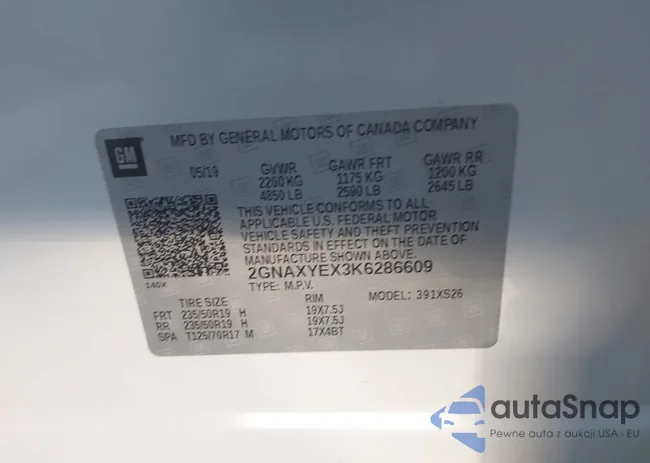 GM
MFD BY GENERAL MOTORS OF CANADA COMPANY
05/19 GVWR GAWR FRT GAWR RR
2200 KG 1175 KG 1200 KG
4850 LB 2590 LB 2645 LB
THIS VEHICLE CONFORMS TO ALL
APPLICABLE U.S. FEDERAL MOTOR
VEHICLE SAFETY AND THEFT PREVENTION
STANDARDS IN EFFECT ON THE DATE OF
MANUFACTURE SHOWN ABOVE.
2GNAXYEX3K6286609
140X
TYPE: M.P.V. MODEL: 391XS26
TIRE SIZE RIM
FRT 235/50R19 H 19X7.5J
RR 235/50R19 H 19X7.5J
SPA T125/70R17 M 17X4BT
autaSnap
Pewne auta z aukcji USA i EU